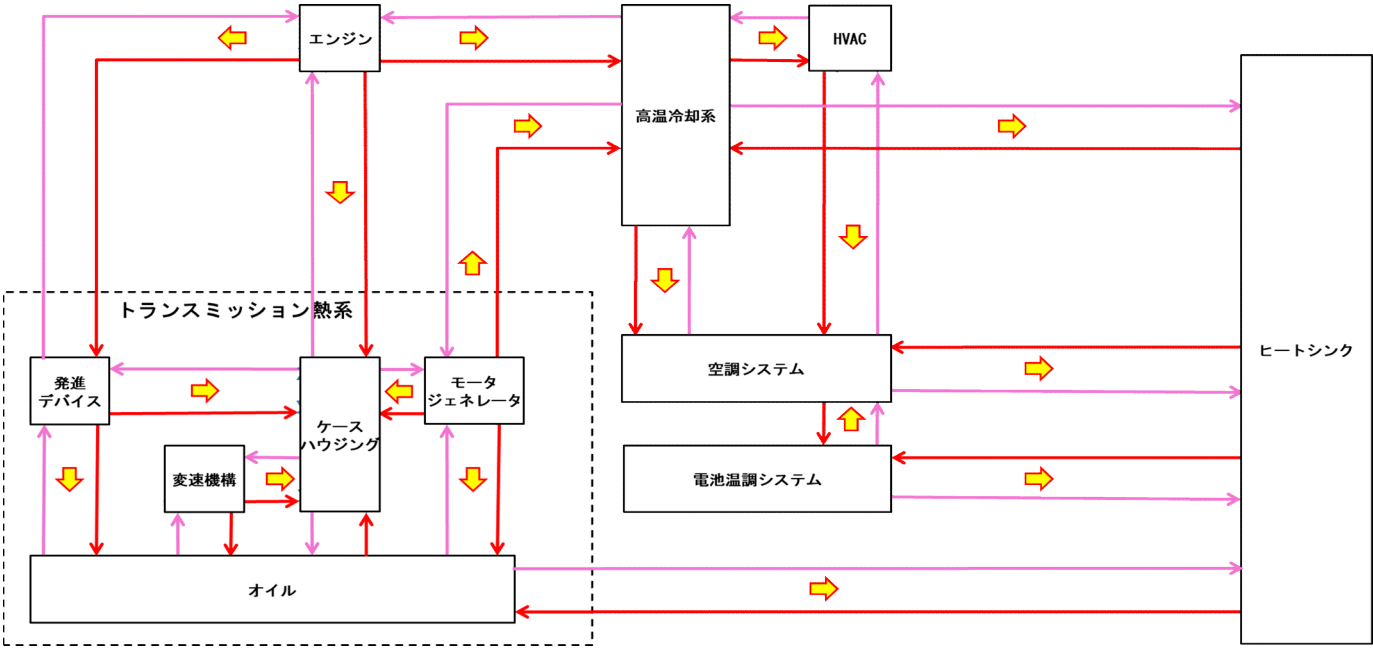 エンジン
HVAC
高温冷却系
トランスミッション熱系
ヒートシンク
発進
デバイス
ケース
ハウジング
モータ
ジェネレータ
空調システム
変速機構
電池温調システム
オイル